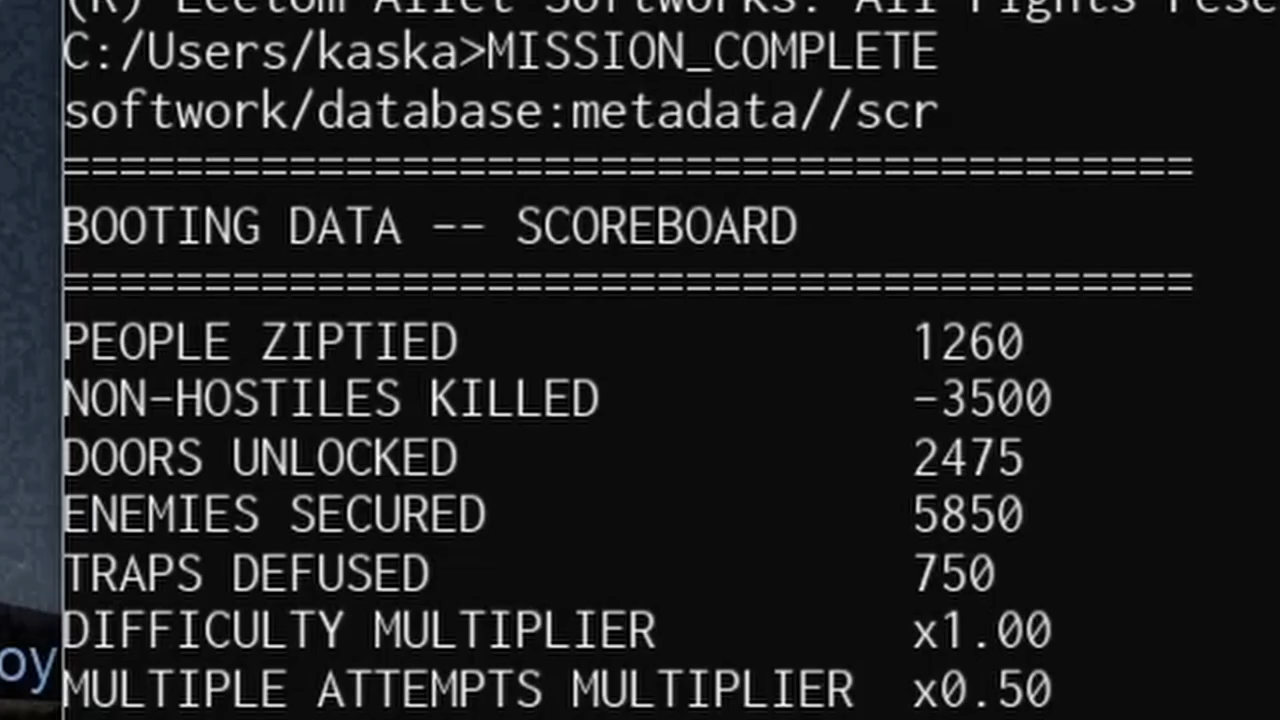 C:/Users/kaska>MISSION_COMPLETE
softwork/database:metadata//scr
========================================
BOOTING DATA -- SCOREBOARD
========================================
PEOPLE ZIPTIED 1260
NON-HOSTILES KILLED -3500
DOORS UNLOCKED 2475
ENEMIES SECURED 5850
TRAPS DEFUSED 750
DIFFICULTY MULTIPLIER x1.00
oy
MULTIPLE ATTEMPTS MULTIPLIER x0.50